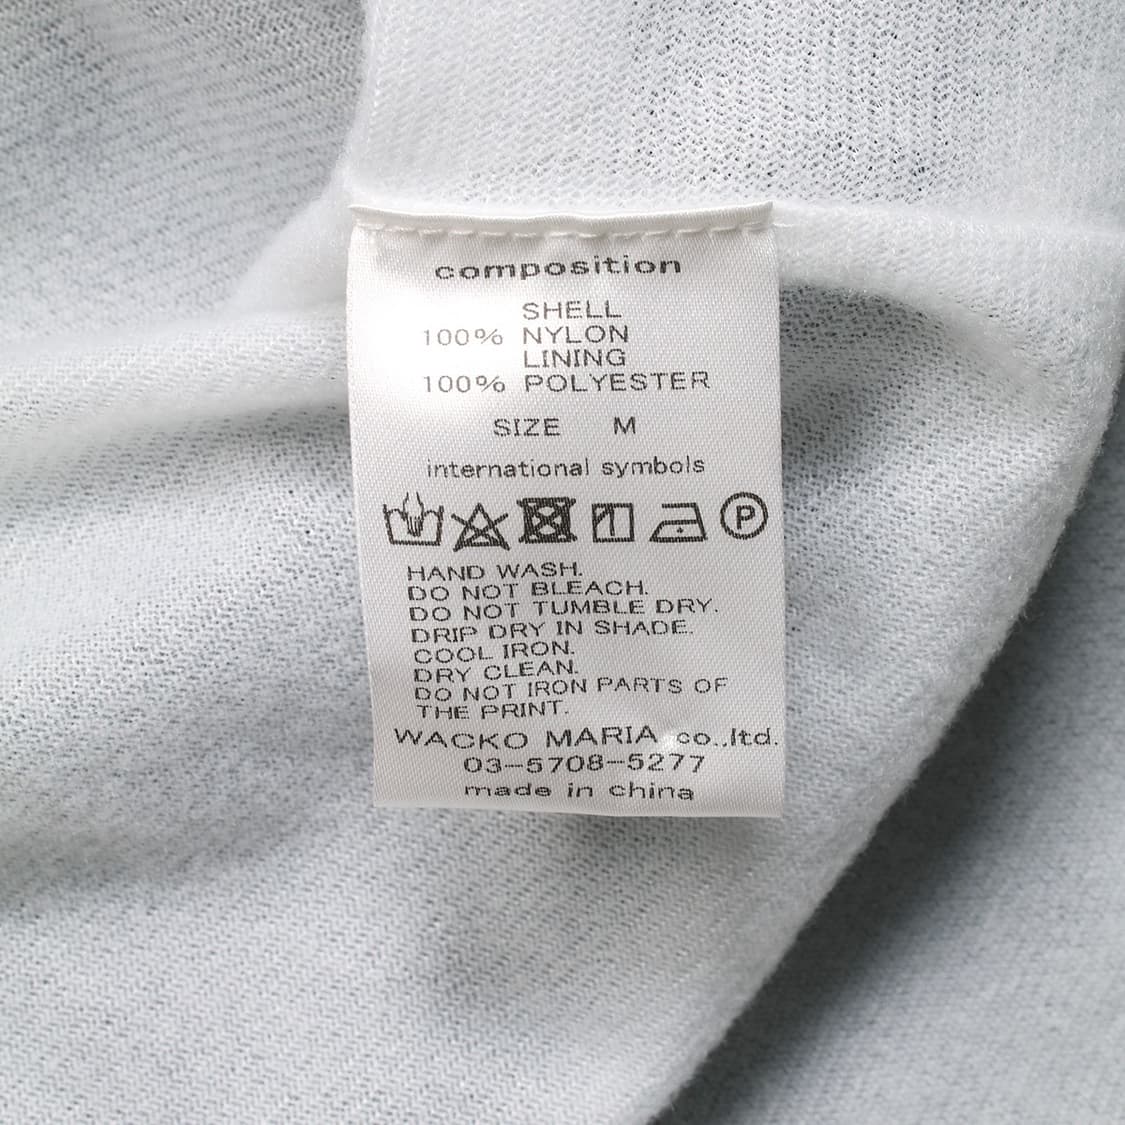 composition
SHELL
100% NYLON
LINING
100% POLYESTER
SIZE M
international symbols
P
HAND WASH.
DO NOT BLEACH.
DO NOT TUMBLE DRY.
DRIP DRY IN SHADE.
COOL IRON.
DRY CLEAN.
DO NOT IRON PARTS OF
THE PRINT.
WACKO MARIA co.,ltd.
03-5708-5277
made in china